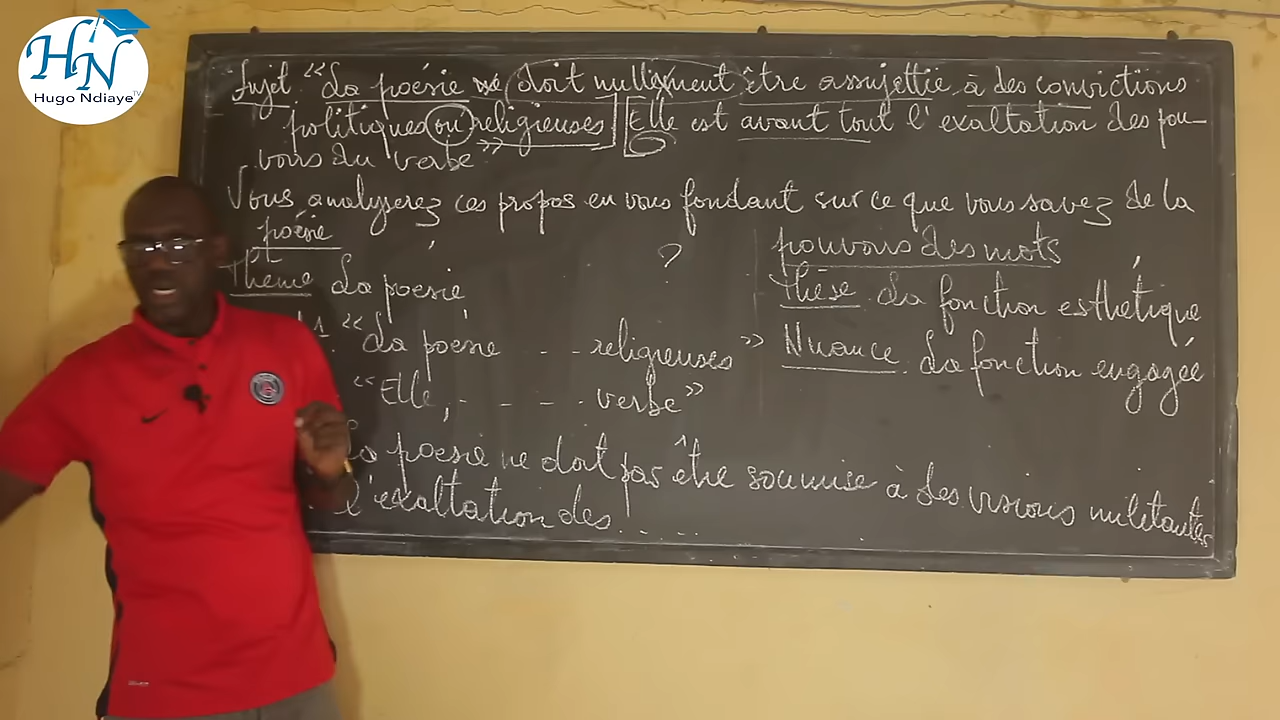 HN
Hugo Ndiaye TV
Sujet "La poésie ne doit nullement être assujettie à des convictions
politiques ou religieuses Elle est avant tout l'exaltation des pou-
voirs du verbe"
Vous analyserez ces propos en vous fondant sur ce que vous savez de la
poésie
? pouvoirs des mots
Thème La poésie
Thèse La fonction esthétique
"La poésie - - - religieuses" Nuance La fonction engagée
"Elle, - - - - verbe"
La poésie ne doit pas être soumise à des visions militantes
l'exaltation des . . . . .